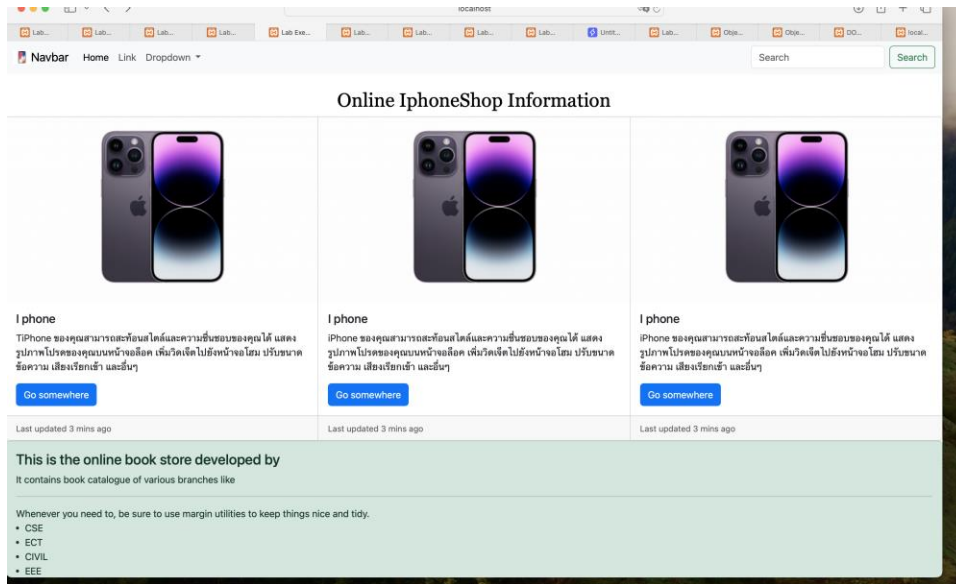 localhost
Lab...
Lab...
Lab...
Lab...
Lab Exe...
Lab...
Lab...
Lab...
Lab...
Untit...
Lab...
Obje...
Obje...
DO...
local...
Navbar Home Link Dropdown Search Search
Online IphoneShop Information
I phone
TiPhone ของคุณสามารถสะท้อนสไตล์และความชื่นชอบของคุณได้ แสดง
รูปภาพโปรดของคุณบนหน้าจอล็อค เพิ่มวิดเจ็ตไปยังหน้าจอโฮม ปรับขนาด
ข้อความ เสียงเรียกเข้า และอื่นๆ
Go somewhere
Last updated 3 mins ago
I phone
iPhone ของคุณสามารถสะท้อนสไตล์และความชื่นชอบของคุณได้ แสดง
รูปภาพโปรดของคุณบนหน้าจอล็อค เพิ่มวิดเจ็ตไปยังหน้าจอโฮม ปรับขนาด
ข้อความ เสียงเรียกเข้า และอื่นๆ
Go somewhere
Last updated 3 mins ago
I phone
iPhone ของคุณสามารถสะท้อนสไตล์และความชื่นชอบของคุณได้ แสดง
รูปภาพโปรดของคุณบนหน้าจอล็อค เพิ่มวิดเจ็ตไปยังหน้าจอโฮม ปรับขนาด
ข้อความ เสียงเรียกเข้า และอื่นๆ
Go somewhere
Last updated 3 mins ago
This is the online book store developed by
It contains book catalogue of various branches like
Whenever you need to, be sure to use margin utilities to keep things nice and tidy.
• CSE
• ECT
• CIVIL
• EEE